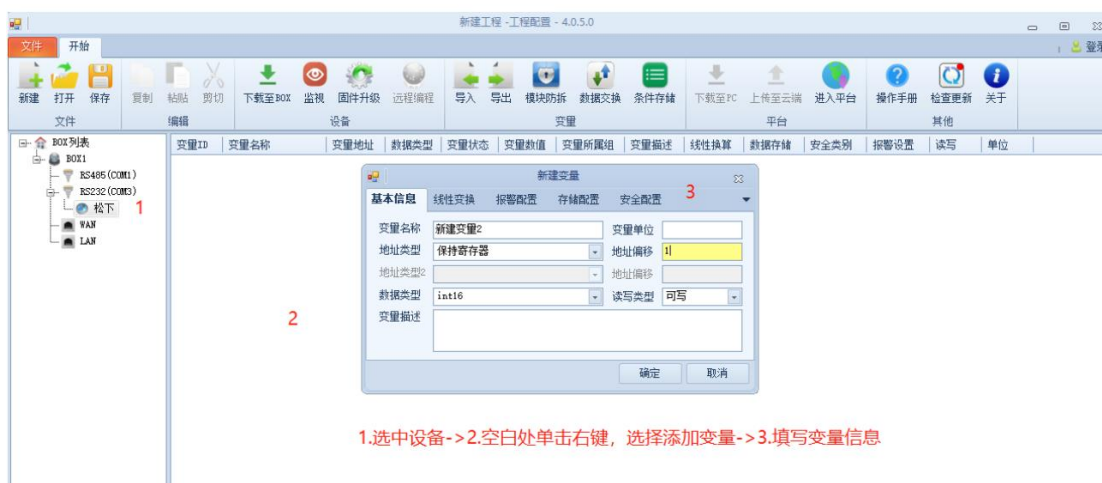 新建工程 -工程配置 - 4.0.5.0
文件 开始 登录
新建 打开 保存 复制 粘贴 剪切 下载至BOX 监视 固件升级 远程编程 导入 导出 模块防拆 数据交换 条件存储 下载至PC 上传至云端 进入平台 操作手册 检查更新 关于
文件 编辑 设备 变量 平台 其他
BOX列表 变量ID 变量名称 变量地址 数据类型 变量状态 变量数值 变量所属组 变量描述 线性换算 数据存储 安全类别 报警设置 读写 单位
BOX1
RS485(COM1)
RS232(COM3)
松下 1
WAN
LAN
新建变量
基本信息 线性变换 报警配置 存储配置 安全配置 3
变量名称 新建变量2 变量单位
地址类型 保持寄存器 地址偏移 1
地址类型2 地址偏移
数据类型 int16 读写类型 可写
变量描述
2
确定 取消
1.选中设备->2.空白处单击右键，选择添加变量->3.填写变量信息